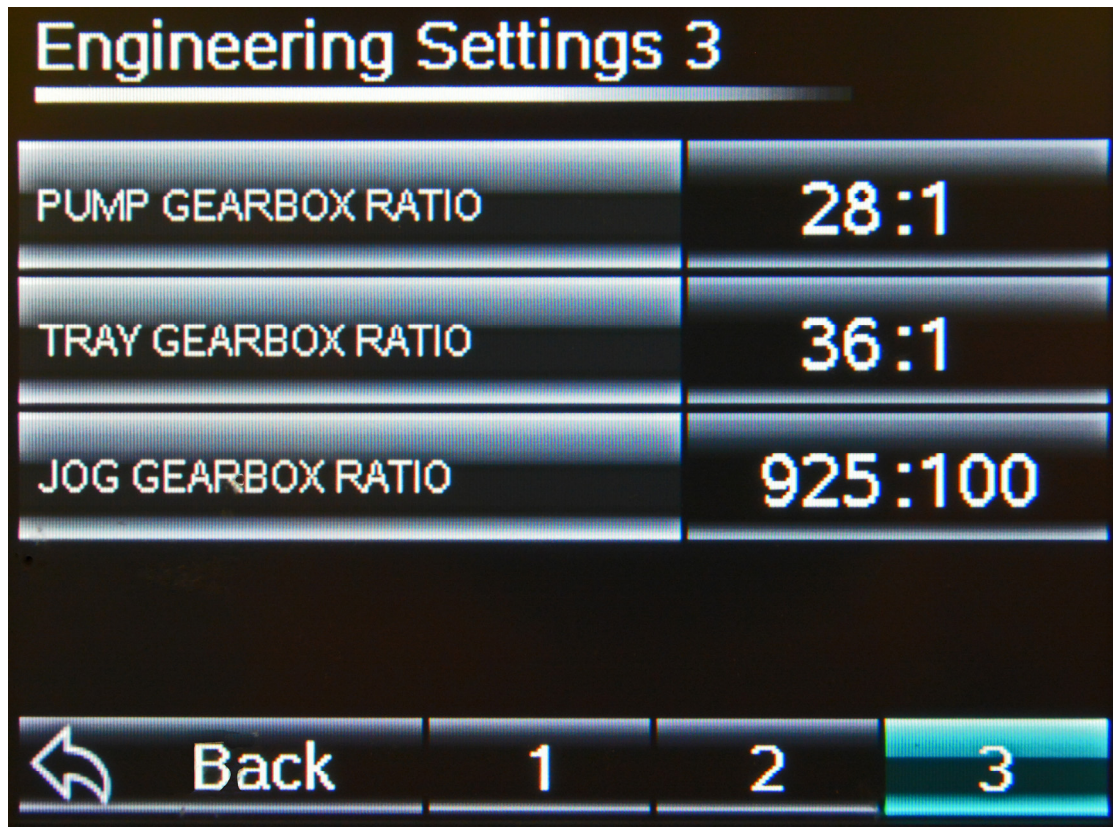 Engineering Settings 3
PUMP GEARBOX RATIO 28:1
TRAY GEARBOX RATIO 36:1
JOG GEARBOX RATIO 925:100
Back 1 2 3